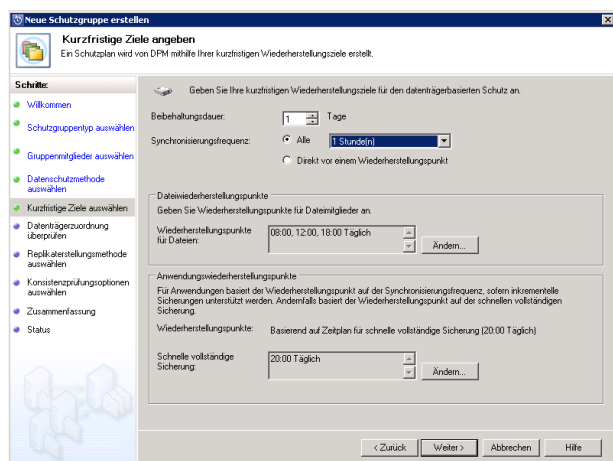 Neue Schutzgruppe erstellen
Kurzfristige Ziele angeben
Ein Schutzplan wird von DPM mithilfe Ihrer kurzfristigen Wiederherstellungsziele erstellt.
Schritte:
Willkommen
Schutzgruppentyp auswählen
Gruppenmitglieder auswählen
Datenschutzmethode
auswählen
Kurzfristige Ziele auswählen
Datenträgerzuordnung
überprüfen
Replikaterstellungsmethode
auswählen
Konsistenzprüfungsoptionen
auswählen
Zusammenfassung
Status
Geben Sie Ihre kurzfristigen Wiederherstellungsziele für den datenträgerbasierten Schutz an.
Beibehaltungsdauer: 1 Tage
Synchronisierungsfrequenz: Alle 1 Stunde(n)
Direkt vor einem Wiederherstellungspunkt
Dateiwiederherstellungspunkte
Geben Sie Wiederherstellungspunkte für Dateimitglieder an.
Wiederherstellungspunkte
für Dateien:
08:00, 12:00, 18:00 Täglich
Ändern...
Anwendungswiederherstellungspunkte
Für Anwendungen basiert der Wiederherstellungspunkt auf der Synchronisierungsfrequenz, sofern inkrementelle
Sicherungen unterstützt werden. Andernfalls basiert der Wiederherstellungspunkt auf der schnellen vollständigen
Sicherung.
Wiederherstellungspunkte: Basierend auf Zeitplan für schnelle vollständige Sicherung (20:00 Täglich)
Schnelle vollständige
Sicherung:
20:00 Täglich
Ändern...
< Zurück Weiter > Abbrechen Hilfe